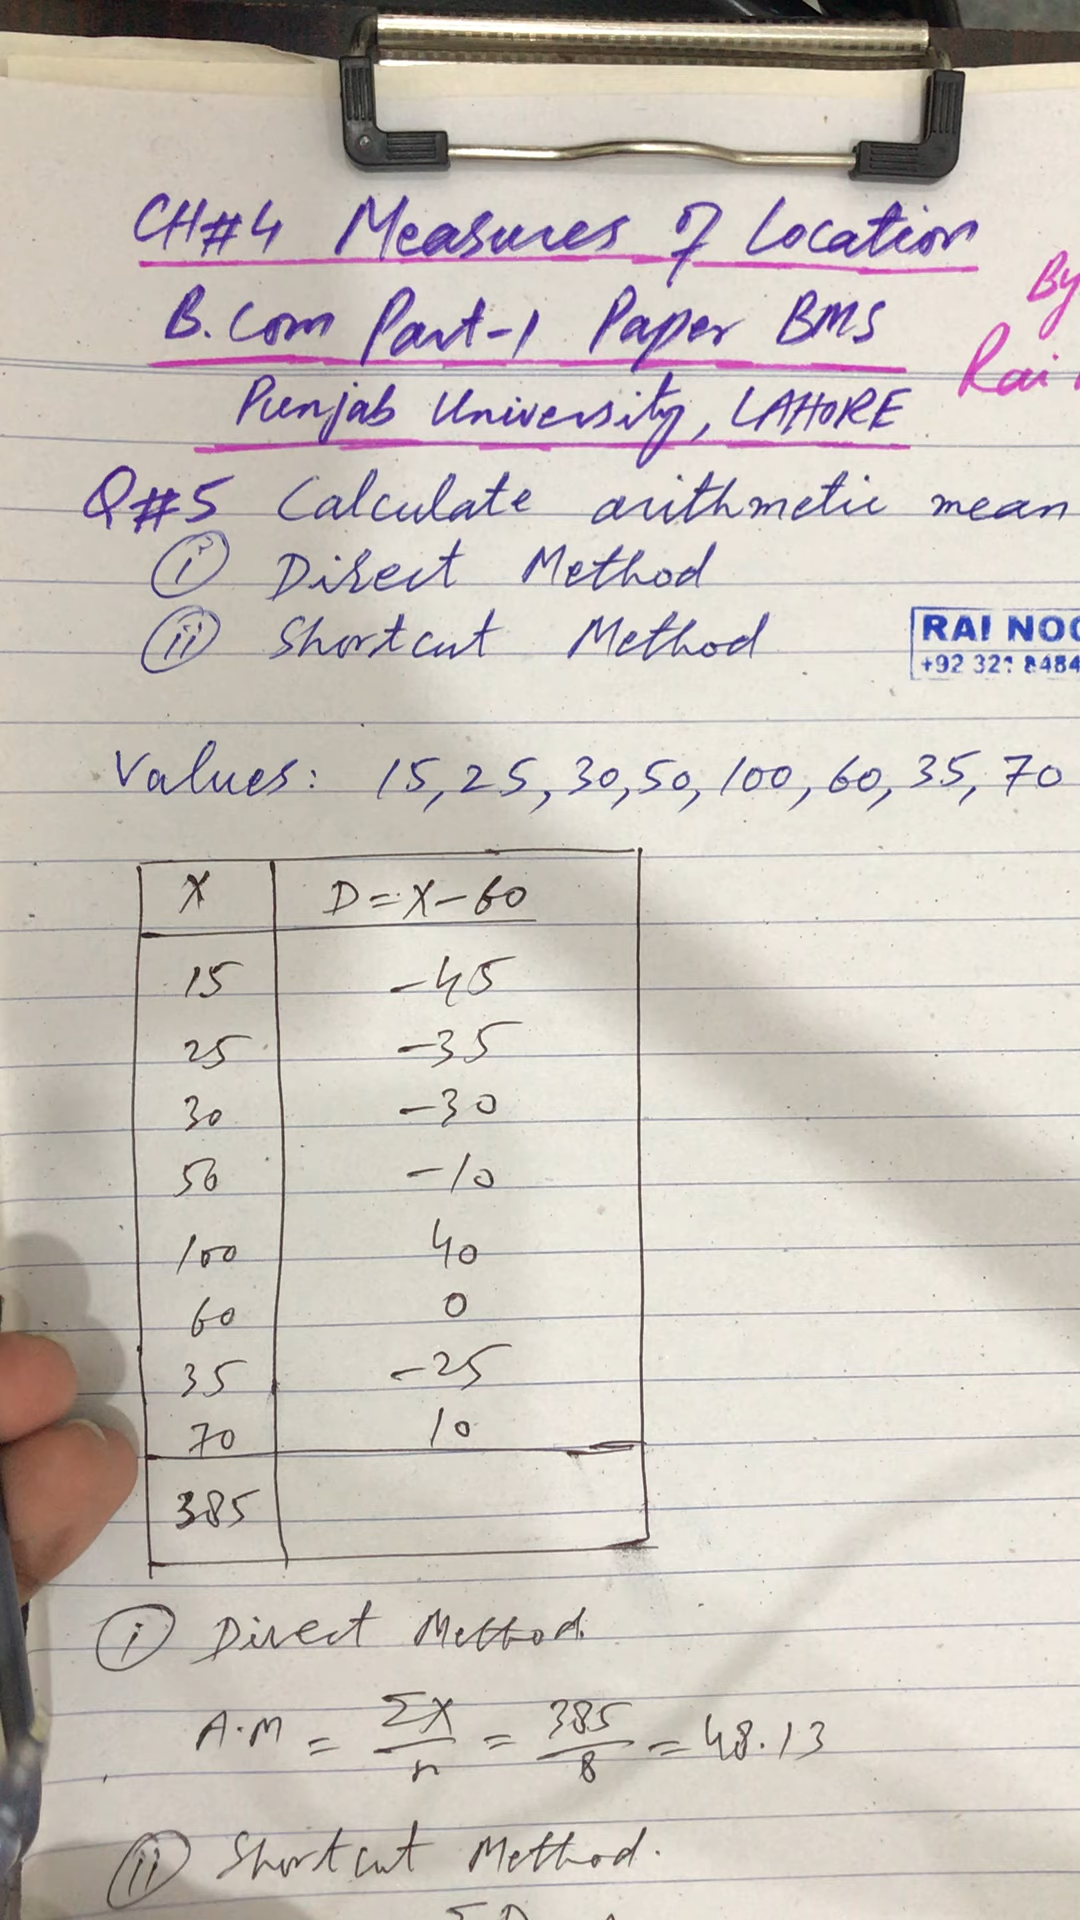 CH#4 Measures of Location
B.Com Part-1 Paper BMS
Punjab University, LAHORE
By
Rai
Q#5 Calculate arithmetic mean
(i) Direct Method
(ii) Shortcut Method
RAI NOO
+92 321 8484
Values: 15, 25, 30, 50, 100, 60, 35, 70
X D=X-60
15 -45
25 -35
30 -30
50 -10
100 40
60 0
35 -25
70 10
385
(i) Direct Method.
A.M = ΣX/n = 385/8 = 48.13
(ii) Shortcut Method.